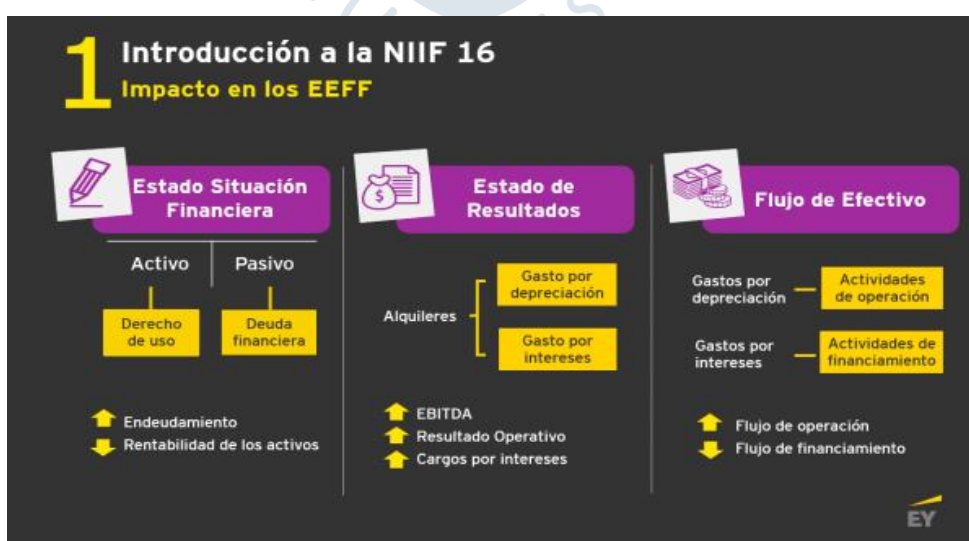 1
Introducción a la NIIF 16
Impacto en los EEFF
Estado Situación
Financiera
Activo
Pasivo
Derecho
de uso
Deuda
financiera
Endeudamiento
Rentabilidad de los activos
$
Estado de
Resultados
Alquileres
Gasto por
depreciación
Gasto por
intereses
EBITDA
Resultado Operativo
Cargos por intereses
Flujo de Efectivo
Gastos por
depreciación
Actividades
de operación
Gastos por
intereses
Actividades de
financiamiento
Flujo de operación
Flujo de financiamiento
EY